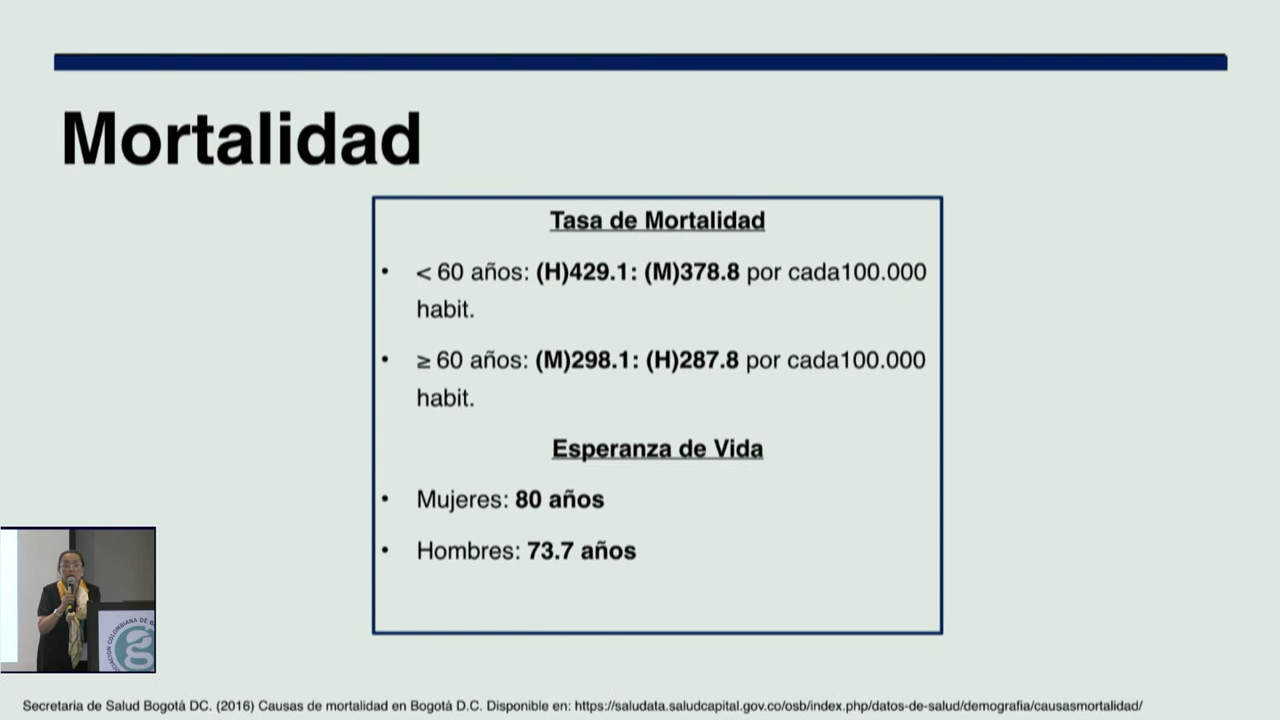 Mortalidad
Tasa de Mortalidad
• < 60 años: (H)429.1: (M)378.8 por cada100.000
habit.
• ≥ 60 años: (M)298.1: (H)287.8 por cada100.000
habit.
Esperanza de Vida
• Mujeres: 80 años
• Hombres: 73.7 años
COLOMBIANA DE
Secretaria de Salud Bogotá DC. (2016) Causas de mortalidad en Bogotá D.C. Disponible en: https://saludata.saludcapital.gov.co/osb/index.php/datos-de-salud/demografia/causasmortalidad/